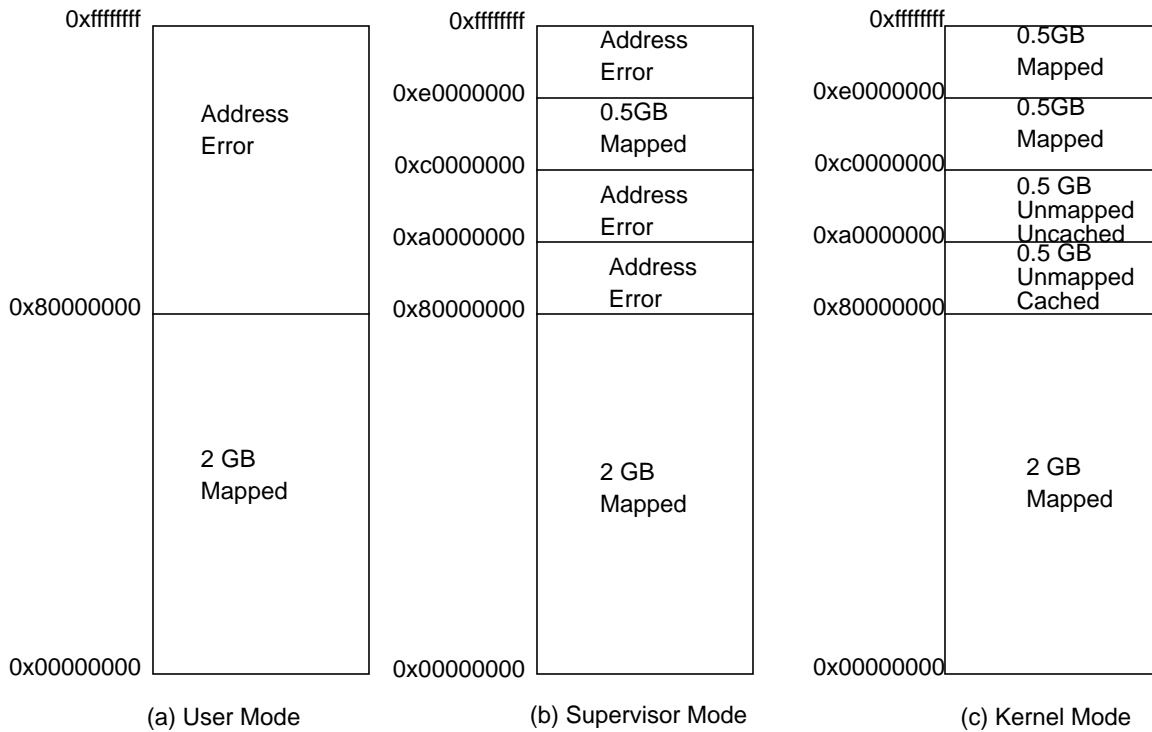 0xffffffff
Address
Error
0x80000000
2 GB
Mapped
0x00000000
(a) User Mode
0xffffffff
Address
Error
0xe0000000
0.5GB
Mapped
0xc0000000
Address
Error
0xa0000000
Address
Error
0x80000000
2 GB
Mapped
0x00000000
(b) Supervisor Mode
0xffffffff
0.5GB
Mapped
0xe0000000
0.5GB
Mapped
0xc0000000
0.5 GB
Unmapped
Uncached
0xa0000000
0.5 GB
Unmapped
Cached
0x80000000
2 GB
Mapped
0x00000000
(c) Kernel Mode